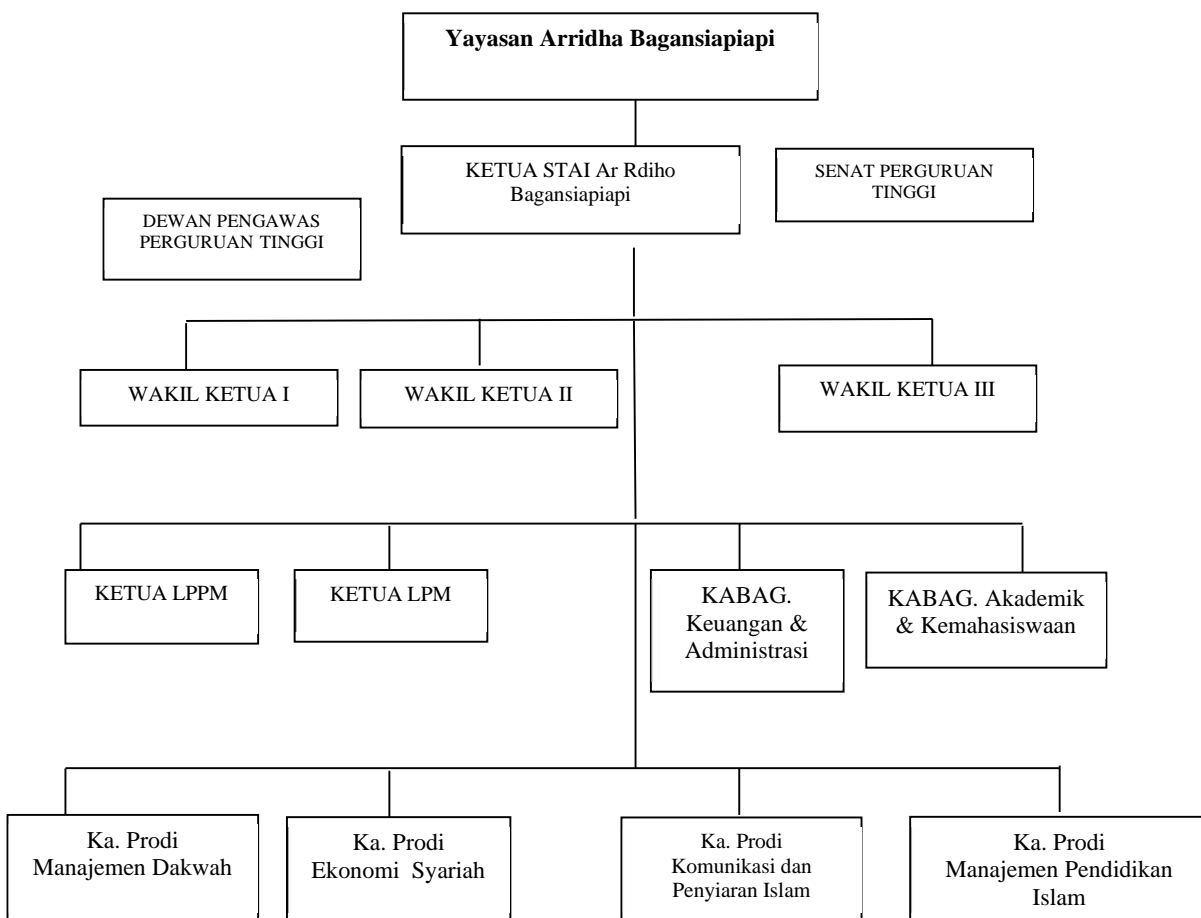 Yayasan Arridha Bagansiapiapi
KETUA STAI Ar Rdiho
Bagansiapiapi
SENAT PERGURUAN
TINGGI
DEWAN PENGAWAS
PERGURUAN TINGGI
WAKIL KETUA I
WAKIL KETUA II
WAKIL KETUA III
KETUA LPPM
KETUA LPM
KABAG.
Keuangan &
Administrasi
KABAG. Akademik
& Kemahasiswaan
Ka. Prodi
Manajemen Dakwah
Ka. Prodi
Ekonomi Syariah
Ka. Prodi
Komunikasi dan
Penyiaran Islam
Ka. Prodi
Manajemen Pendidikan
Islam